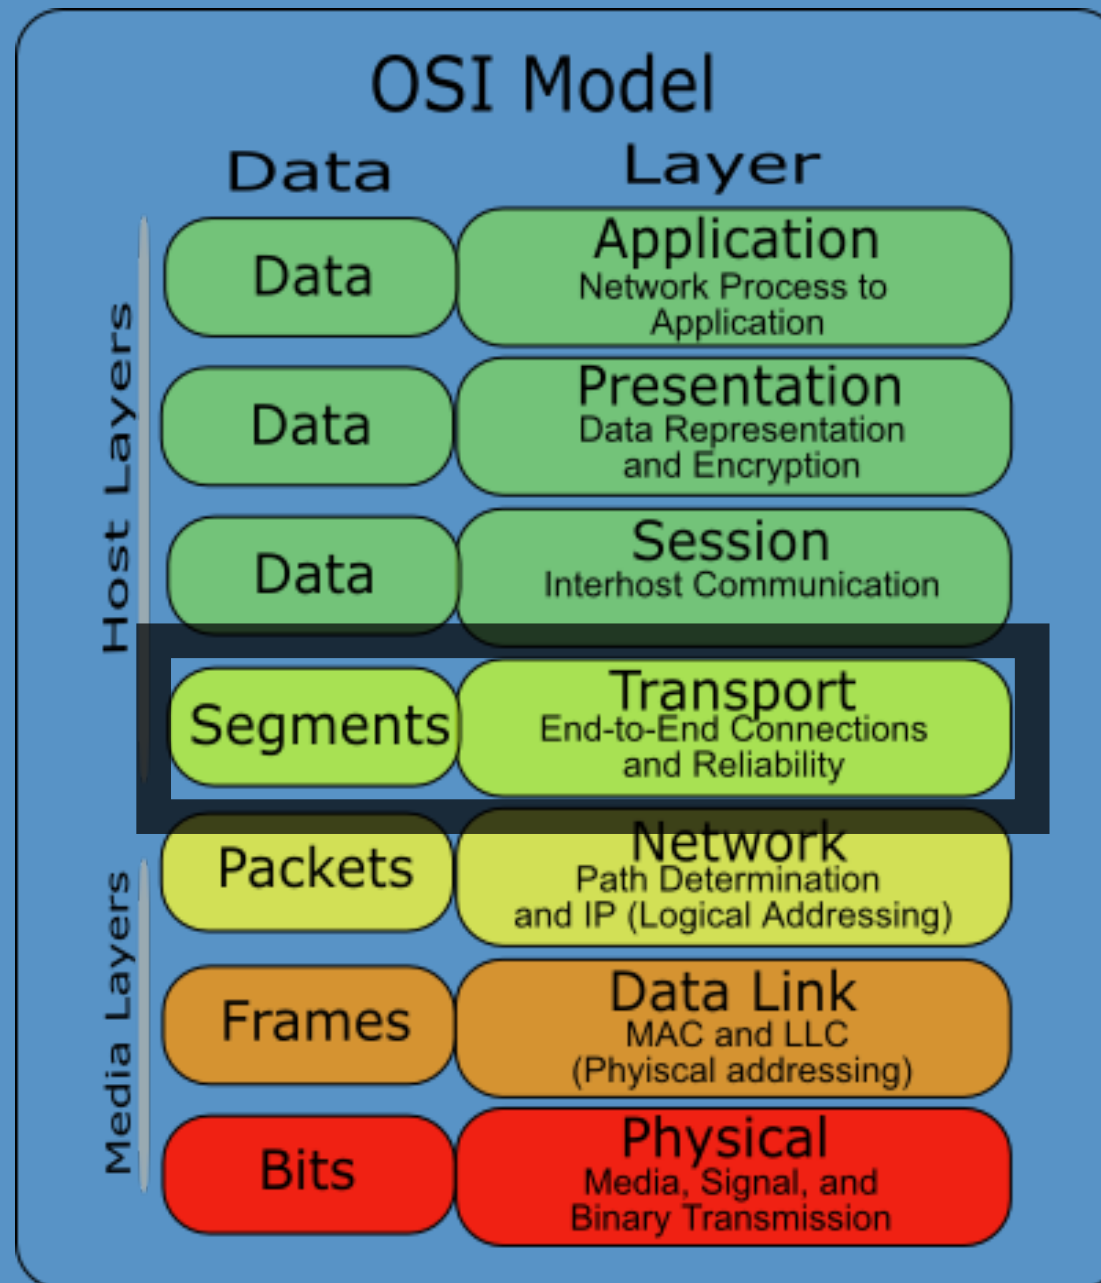 OSI Model
Data Layer
Host Layers
Data
Application
Network Process to
Application
Data
Presentation
Data Representation
and Encryption
Data
Session
Interhost Communication
Segments
Transport
End-to-End Connections
and Reliability
Media Layers
Packets
Network
Path Determination
and IP (Logical Addressing)
Frames
Data Link
MAC and LLC
(Phyiscal addressing)
Bits
Physical
Media, Signal, and
Binary Transmission